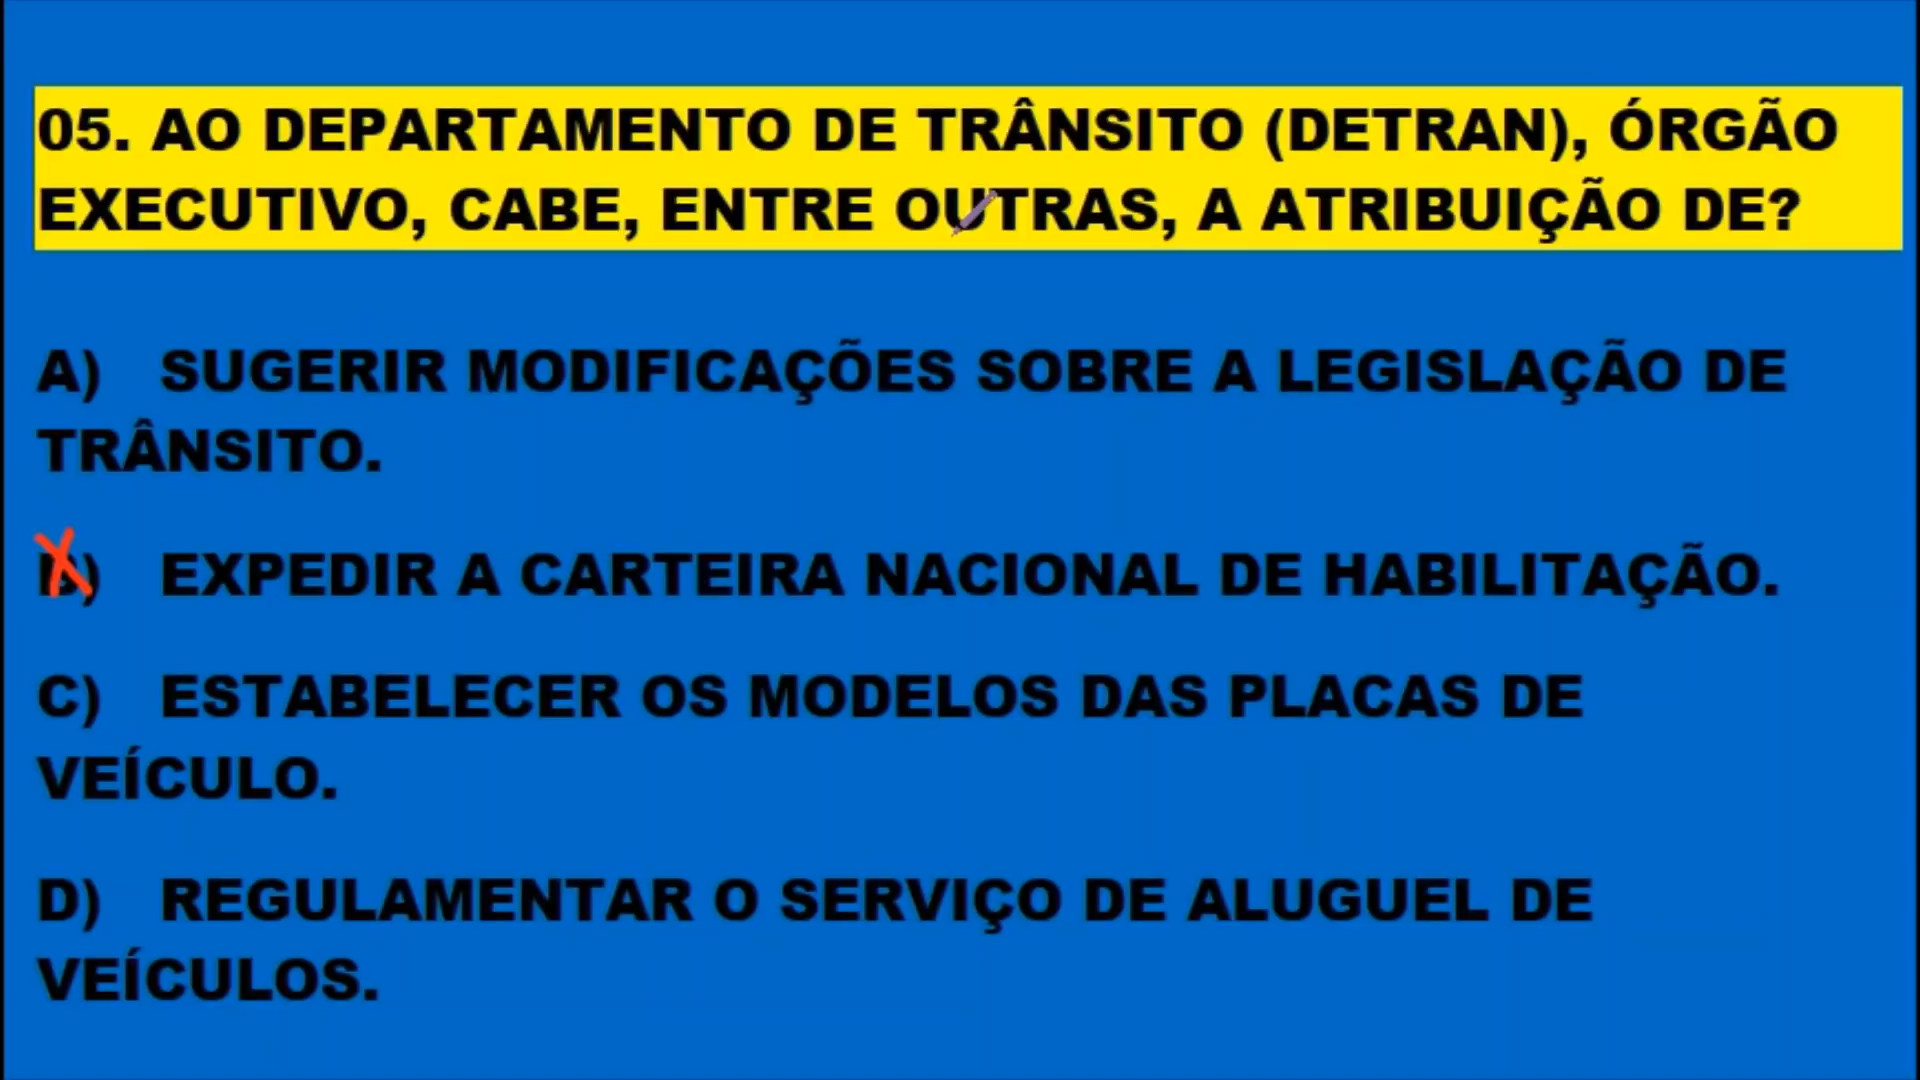 05. AO DEPARTAMENTO DE TRÂNSITO (DETRAN), ÓRGÃO
EXECUTIVO, CABE, ENTRE OUTRAS, A ATRIBUIÇÃO DE?
A) SUGERIR MODIFICAÇÕES SOBRE A LEGISLAÇÃO DE
TRÂNSITO.
B) EXPEDIR A CARTEIRA NACIONAL DE HABILITAÇÃO.
C) ESTABELECER OS MODELOS DAS PLACAS DE
VEÍCULO.
D) REGULAMENTAR O SERVIÇO DE ALUGUEL DE
VEÍCULOS.